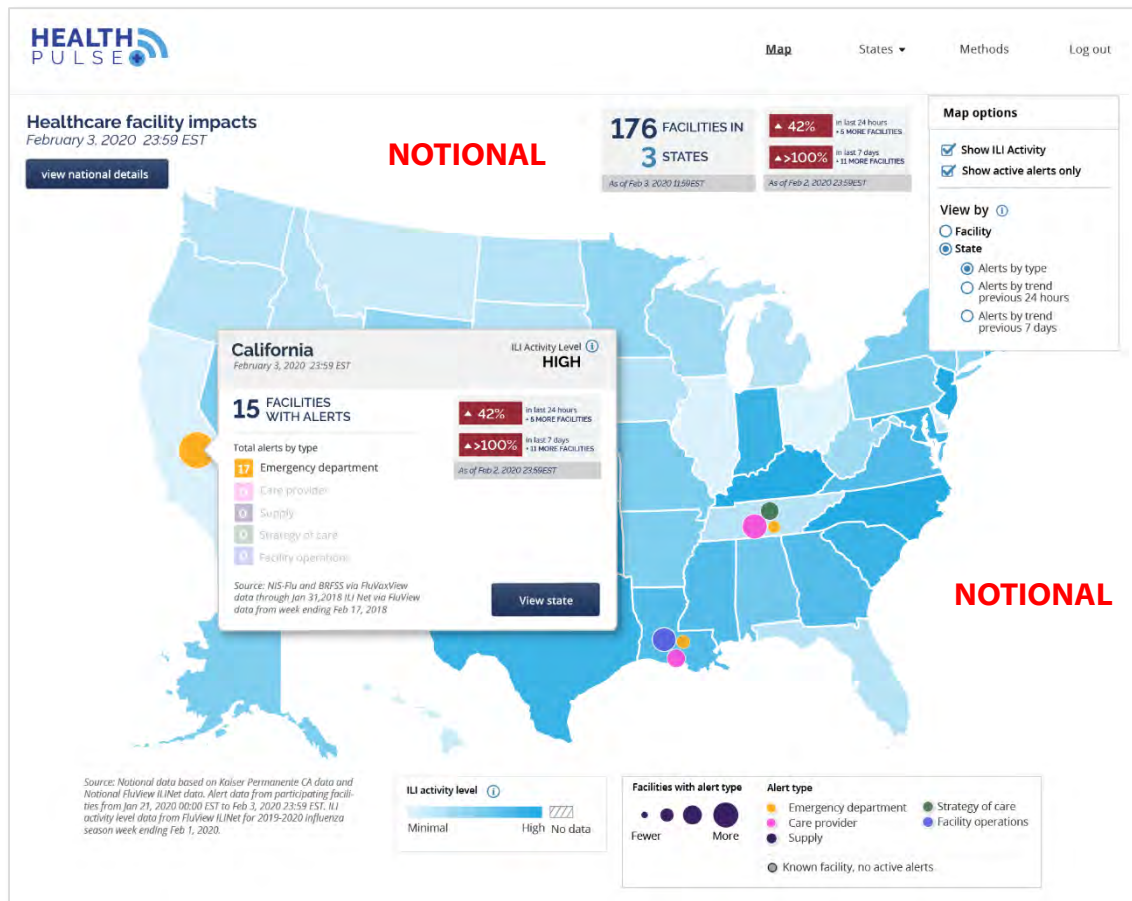 HEALTH
PULSE
Map
States
Methods
Log out
Healthcare facility impacts
February 3, 2020 23:59 EST
view national details
NOTIONAL
176 FACILITIES IN
3 STATES
As of Feb 3, 2020 11:59EST
42%
in last 24 hours
+ 5 MORE FACILITIES
>100%
in last 7 days
+ 11 MORE FACILITIES
As of Feb 2, 2020 23:59EST
Map options
Show ILI Activity
Show active alerts only
View by
Facility
State
Alerts by type
Alerts by trend
previous 24 hours
Alerts by trend
previous 7 days
California
February 3, 2020 23:59 EST
ILI Activity Level
HIGH
15 FACILITIES
WITH ALERTS
42%
in last 24 hours
+ 5 MORE FACILITIES
>100%
in last 7 days
+ 11 MORE FACILITIES
As of Feb 2, 2020 23:59EST
Total alerts by type
17 Emergency department
0 Care provider
0 Supply
0 Strategy of care
0 Facility operations
Source: NIS-Flu and BRFSS via FluVaxView
data through Jan 31,2018 ILI Net via FluView
data from week ending Feb 17, 2018
View state
NOTIONAL
Source: Notional data based on Kaiser Permanente CA data and
Notional FluView ILINet data. Alert data from participating facili-
ties from Jan 21, 2020 00:00 EST to Feb 3, 2020 23:59 EST. ILI
activity level data from FluView ILINet for 2019-2020 influenza
season week ending Feb 1, 2020.
ILI activity level
Minimal
High
No data
Facilities with alert type
Fewer
More
Alert type
Emergency department
Care provider
Supply
Strategy of care
Facility operations
Known facility, no active alerts